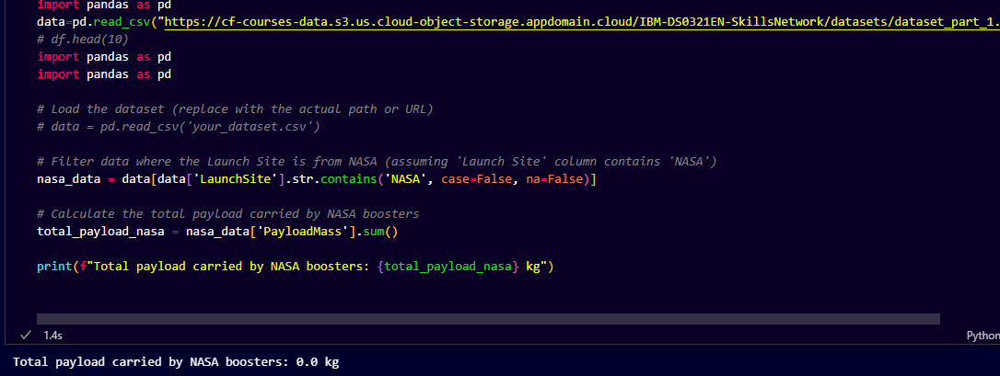 import pandas as pd
data=pd.read_csv("https://cf-courses-data.s3.us.cloud-object-storage.appdomain.cloud/IBM-DS0321EN-SkillsNetwork/datasets/dataset_part_1.
# df.head(10)
import pandas as pd
import pandas as pd
# Load the dataset (replace with the actual path or URL)
# data = pd.read_csv('your_dataset.csv')
# Filter data where the Launch Site is from NASA (assuming 'Launch Site' column contains 'NASA')
nasa_data = data[data['LaunchSite'].str.contains('NASA', case=False, na=False)]
# Calculate the total payload carried by NASA boosters
total_payload_nasa = nasa_data['PayloadMass'].sum()
print(f"Total payload carried by NASA boosters: {total_payload_nasa} kg")
1.4s
Python
Total payload carried by NASA boosters: 0.0 kg